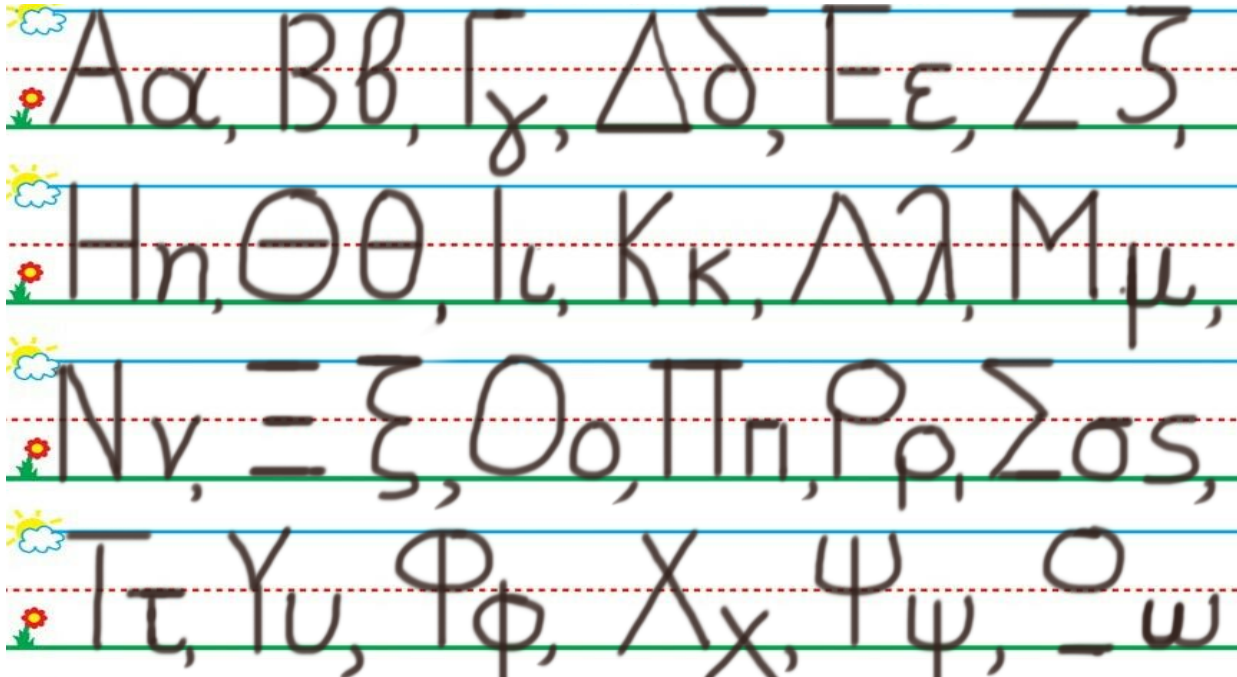 Αα, Ββ, Γγ, Δδ, Εε, Ζζ,
Ηη, Θθ, Ιι, Κκ, Λλ, Μμ,
Νν, Ξξ, Οο, Ππ, Ρρ, Σσς,
Ττ, Υυ, Φφ, Χχ, Ψψ, Ωω